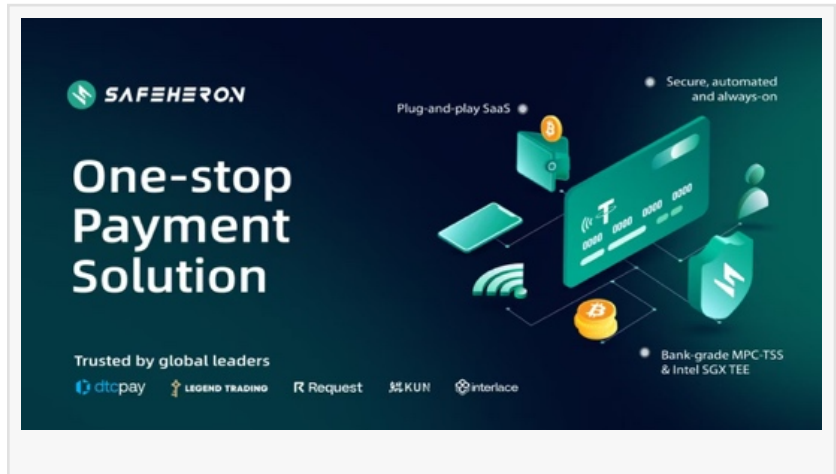 SAFEHERON
One-stop
Payment
Solution
Trusted by global leaders
dtcpay LEGEND TRADING Request KUN interlace
Plug-and-play SaaS
Secure, automated
and always-on
0000 0000 0000 0000
Bank-grade MPC-TSS
& Intel SGX TEE